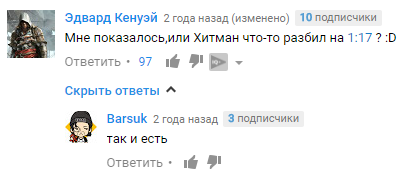 Эдвард Кенуэй 2 года назад (изменено) 10 подписчики
Мне показалось,или Хитман что-то разбил на 1:17 ? :D
Ответить • 97
Скрыть ответы
Barsuk 2 года назад 3 подписчики
так и есть
Ответить •